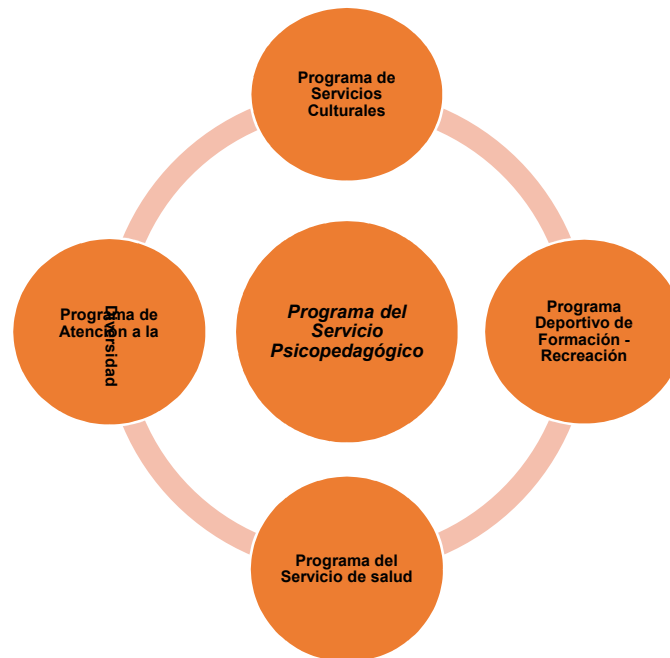 Programa de
Servicios
Culturales
Programa de
Atención a la
Diversidad
Programa del
Servicio
Psicopedagógico
Programa
Deportivo de
Formación -
Recreación
Programa del
Servicio de salud